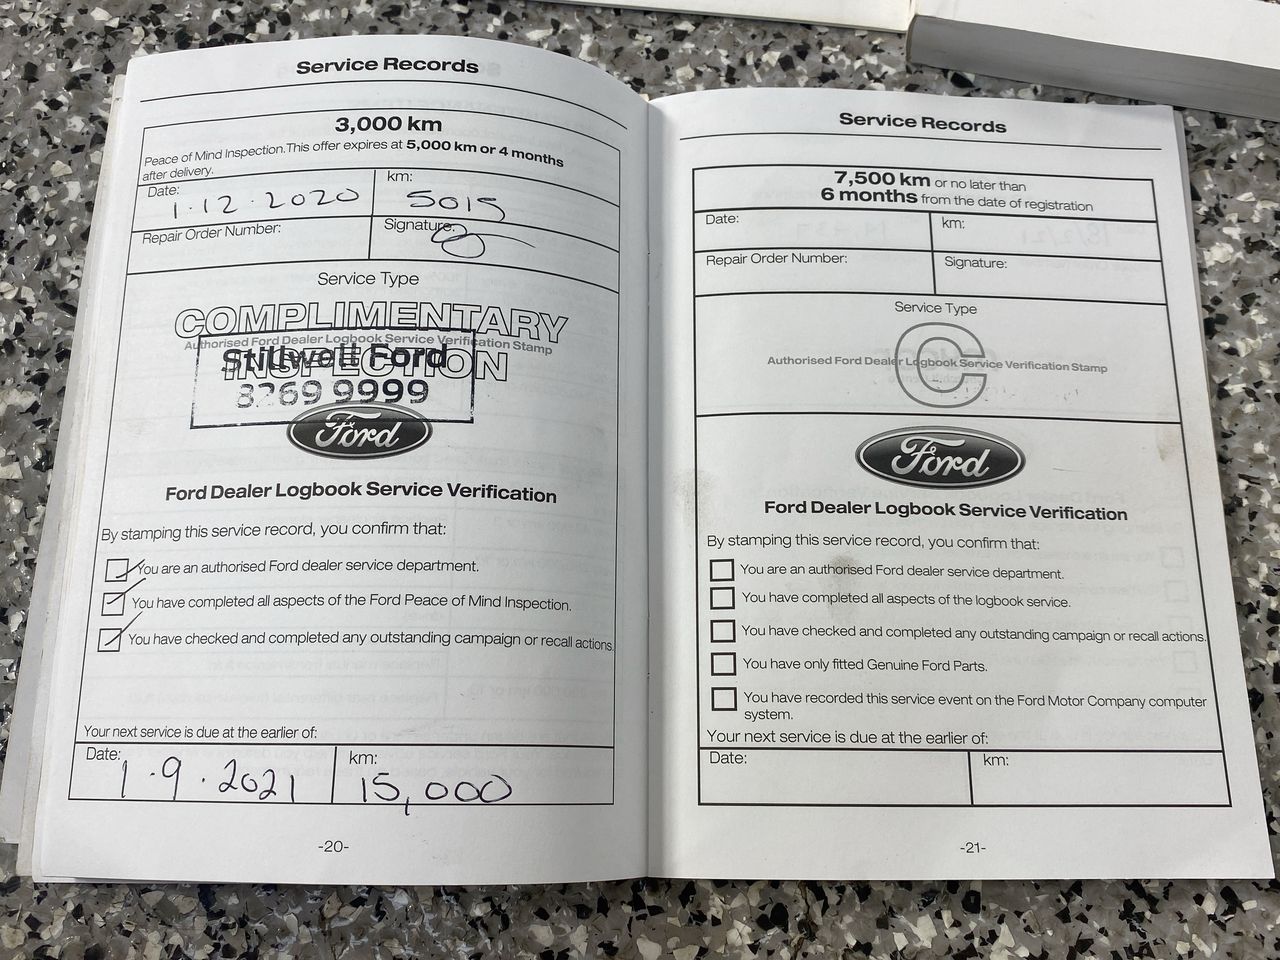 Service Records
3,000 km
Peace of Mind Inspection. This offer expires at 5,000 km or 4 months
after delivery.
Date: 1.12.2020
km: 5015
Repair Order Number:
Signature:
Service Type
COMPLIMENTARY
Authorised Ford Dealer Logbook Service Verification Stamp
INSPECTION
Stillwell Ford
8269 9999
Ford
Ford Dealer Logbook Service Verification
By stamping this service record, you confirm that:
You are an authorised Ford dealer service department.
You have completed all aspects of the Ford Peace of Mind Inspection.
You have checked and completed any outstanding campaign or recall actions.
Your next service is due at the earlier of:
Date: 1.9.2021
km: 15,000
-20-
Service Records
7,500 km or no later than
6 months from the date of registration
Date:
km:
Repair Order Number:
Signature:
Service Type
C
Authorised Ford Dealer Logbook Service Verification Stamp
Ford
Ford Dealer Logbook Service Verification
By stamping this service record, you confirm that:
You are an authorised Ford dealer service department.
You have completed all aspects of the logbook service.
You have checked and completed any outstanding campaign or recall actions.
You have only fitted Genuine Ford Parts.
You have recorded this service event on the Ford Motor Company computer
system.
Your next service is due at the earlier of:
Date:
km:
-21-